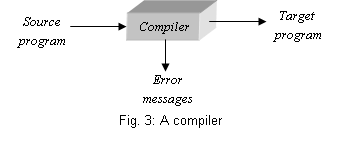 Source
program
Compiler
Target
program
Error
messages
Fig. 3: A compiler